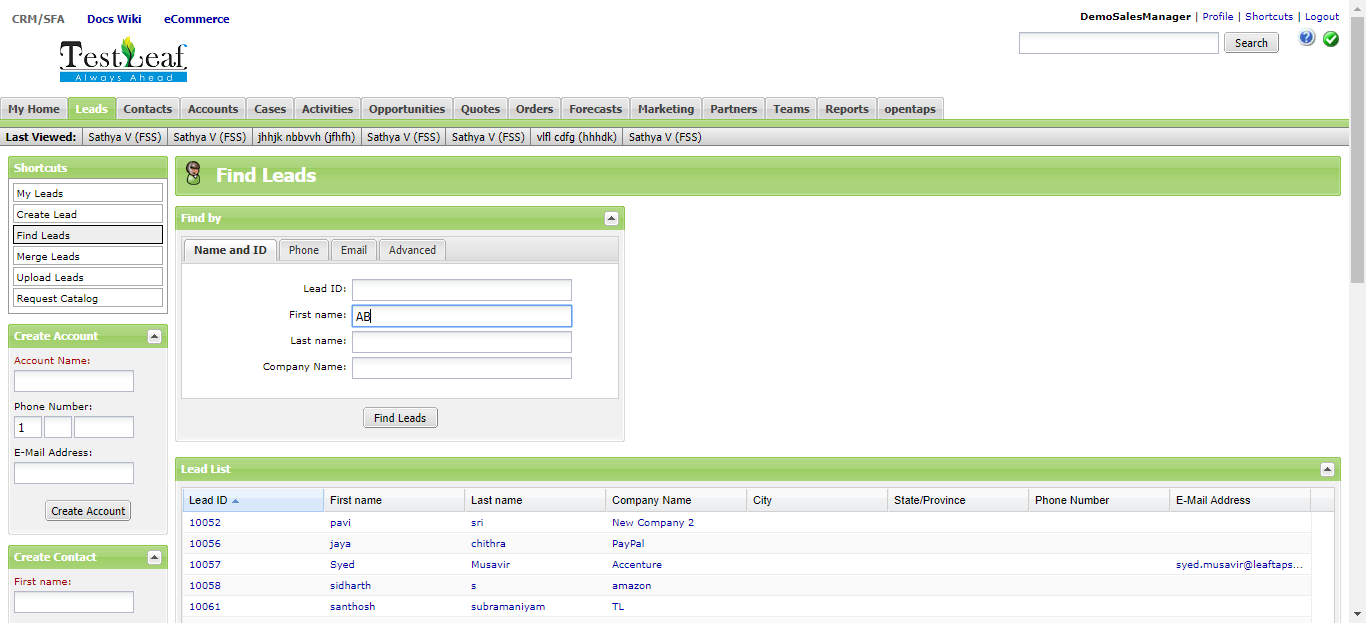 CRM/SFA Docs Wiki eCommerce
DemoSalesManager | Profile | Shortcuts | Logout
Search
TestLeaf
Always Ahead
My Home Leads Contacts Accounts Cases Activities Opportunities Quotes Orders Forecasts Marketing Partners Teams Reports opentaps
Last Viewed: Sathya V (FSS) Sathya V (FSS) jhhjk nbbvvh (jfhfh) Sathya V (FSS) Sathya V (FSS) vlfl cdfg (hhhdk) Sathya V (FSS)
Shortcuts
My Leads
Create Lead
Find Leads
Merge Leads
Upload Leads
Request Catalog
Create Account
Account Name:
Phone Number:
1
E-Mail Address:
Create Account
Create Contact
First name:
Find Leads
Find by
Name and ID Phone Email Advanced
Lead ID:
First name: AB
Last name:
Company Name:
Find Leads
Lead List
Lead ID First name Last name Company Name City State/Province Phone Number E-Mail Address
10052 pavi sri New Company 2
10056 jaya chithra PayPal
10057 Syed Musavir Accenture syed.musavir@leaftaps...
10058 sidharth s amazon
10061 santhosh subramaniyam TL